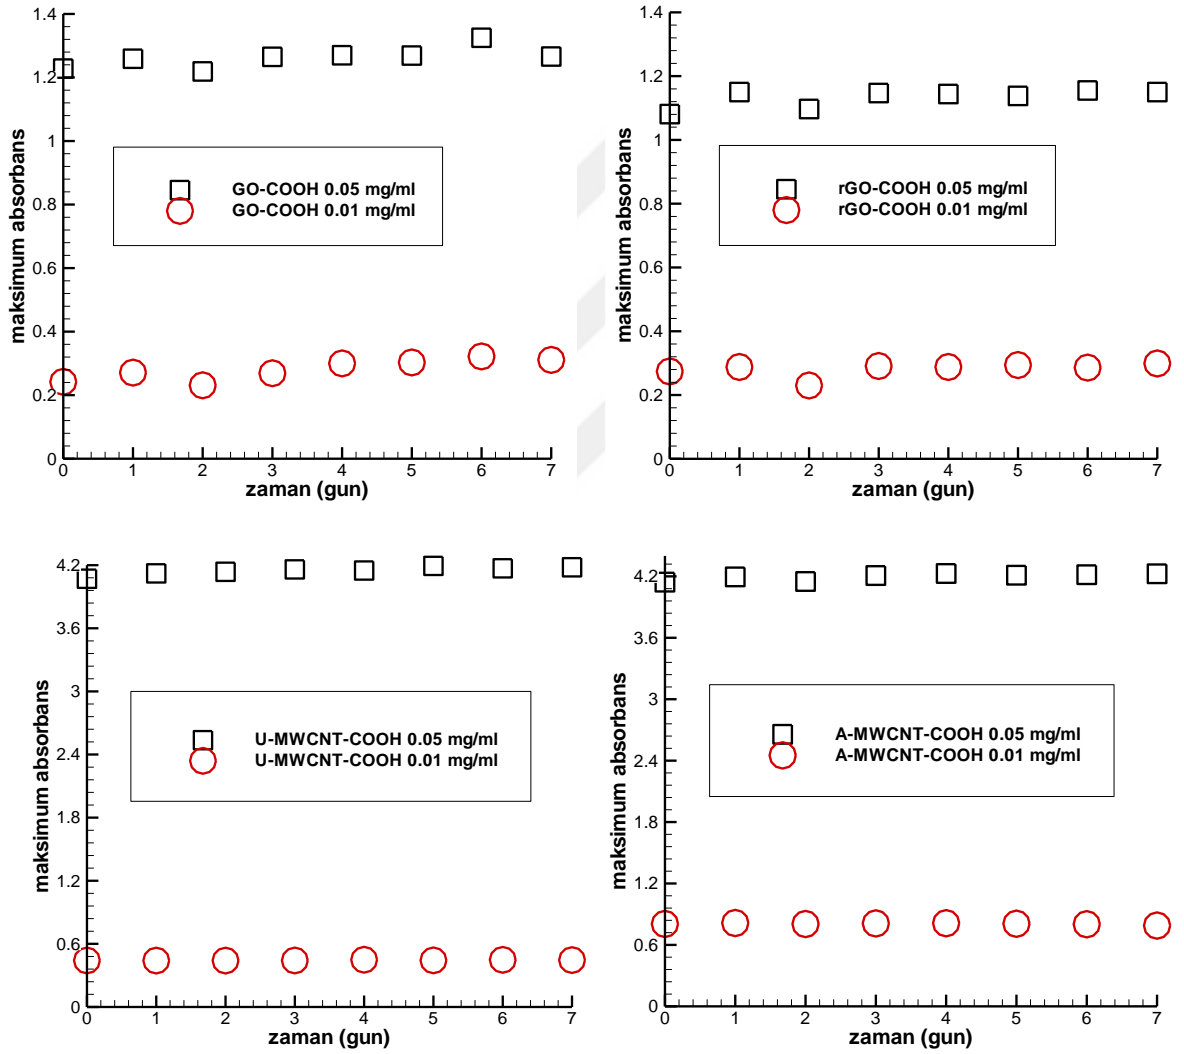 maksimum absorbans
1.4
1.2
1
0.8
0.6
0.4
0.2
0
GO-COOH 0.05 mg/ml
GO-COOH 0.01 mg/ml
0 1 2 3 4 5 6 7
zaman (gun)
maksimum absorbans
1.4
1.2
1
0.8
0.6
0.4
0.2
0
rGO-COOH 0.05 mg/ml
rGO-COOH 0.01 mg/ml
0 1 2 3 4 5 6 7
zaman (gun)
maksimum absorbans
4.2
3.6
3
2.4
1.8
1.2
0.6
0
U-MWCNT-COOH 0.05 mg/ml
U-MWCNT-COOH 0.01 mg/ml
0 1 2 3 4 5 6 7
zaman (gun)
maksimum absorbans
4.2
3.6
3
2.4
1.8
1.2
0.6
0
A-MWCNT-COOH 0.05 mg/ml
A-MWCNT-COOH 0.01 mg/ml
0 1 2 3 4 5 6 7
zaman (gun)